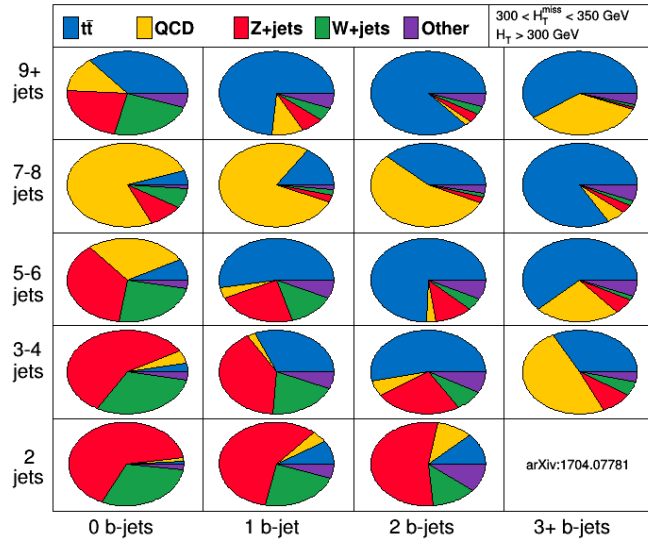 tt̄ QCD Z+jets W+jets Other
300 < H_T^miss < 350 GeV
H_T > 300 GeV
9+
jets
7-8
jets
5-6
jets
3-4
jets
2
jets
arXiv:1704.07781
0 b-jets 1 b-jet 2 b-jets 3+ b-jets